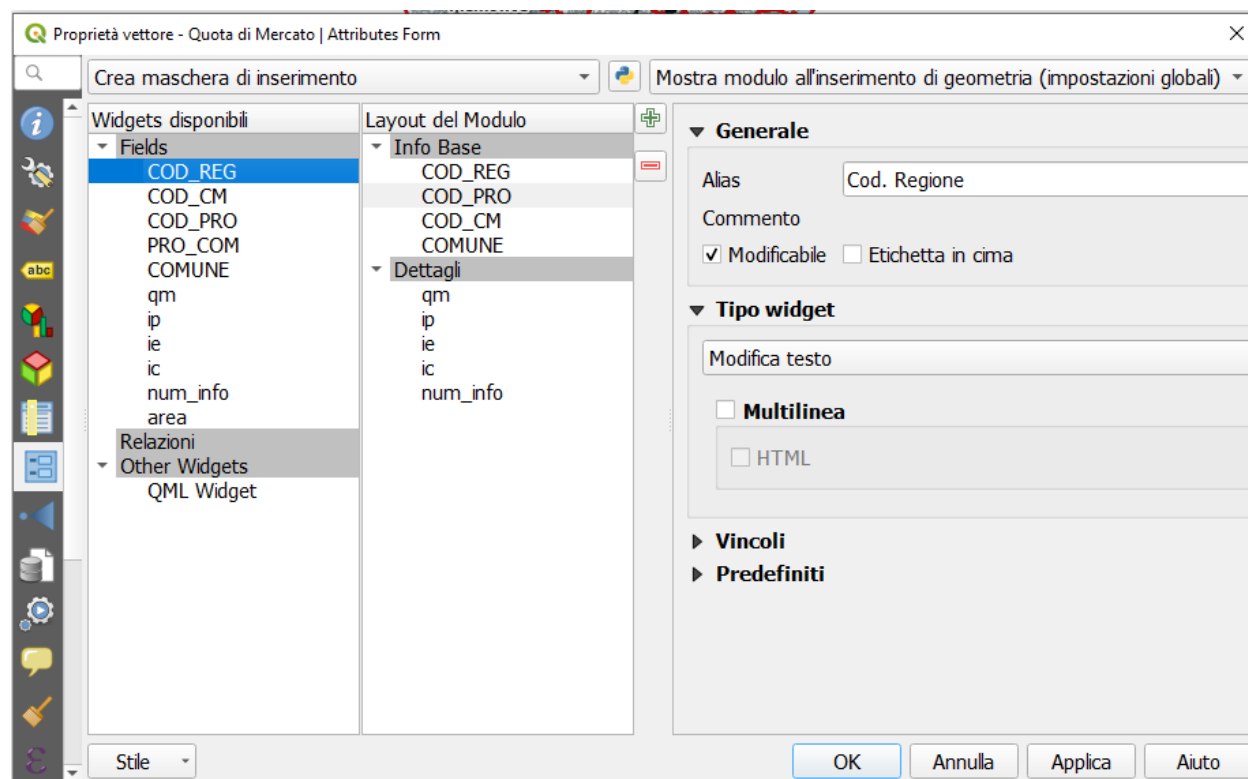 Proprietà vettore - Quota di Mercato | Attributes Form
Crea maschera di inserimento
Mostra modulo all'inserimento di geometria (impostazioni globali)
Widgets disponibili
Fields
COD_REG
COD_CM
COD_PRO
PRO_COM
COMUNE
qm
ip
ie
ic
num_info
area
Relazioni
Other Widgets
QML Widget
Layout del Modulo
Info Base
COD_REG
COD_PRO
COD_CM
COMUNE
Dettagli
qm
ip
ie
ic
num_info
Generale
Alias
Cod. Regione
Commento
Modificabile
Etichetta in cima
Tipo widget
Modifica testo
Multilinea
HTML
Vincoli
Predefiniti
abc
Stile
OK
Annulla
Applica
Aiuto